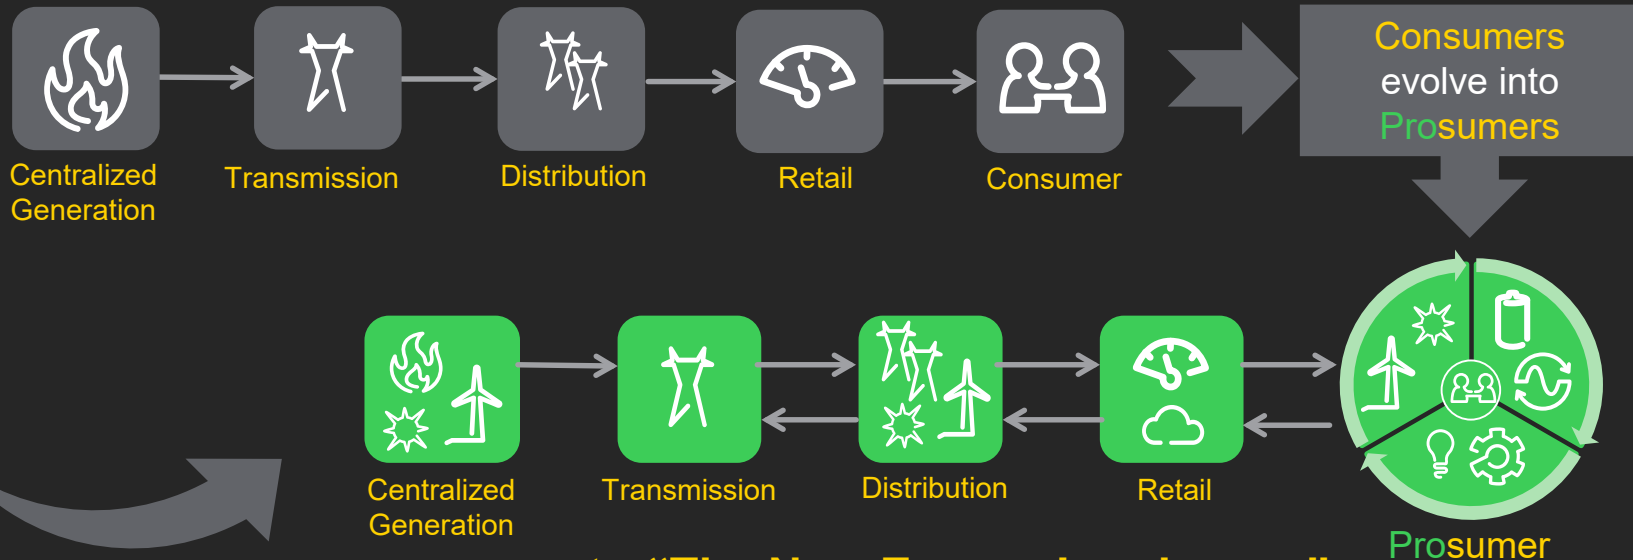 Centralized
Generation
Transmission
Distribution
Retail
Consumer
Consumers
evolve into
Prosumers
Centralized
Generation
Transmission
Distribution
Retail
Prosumer